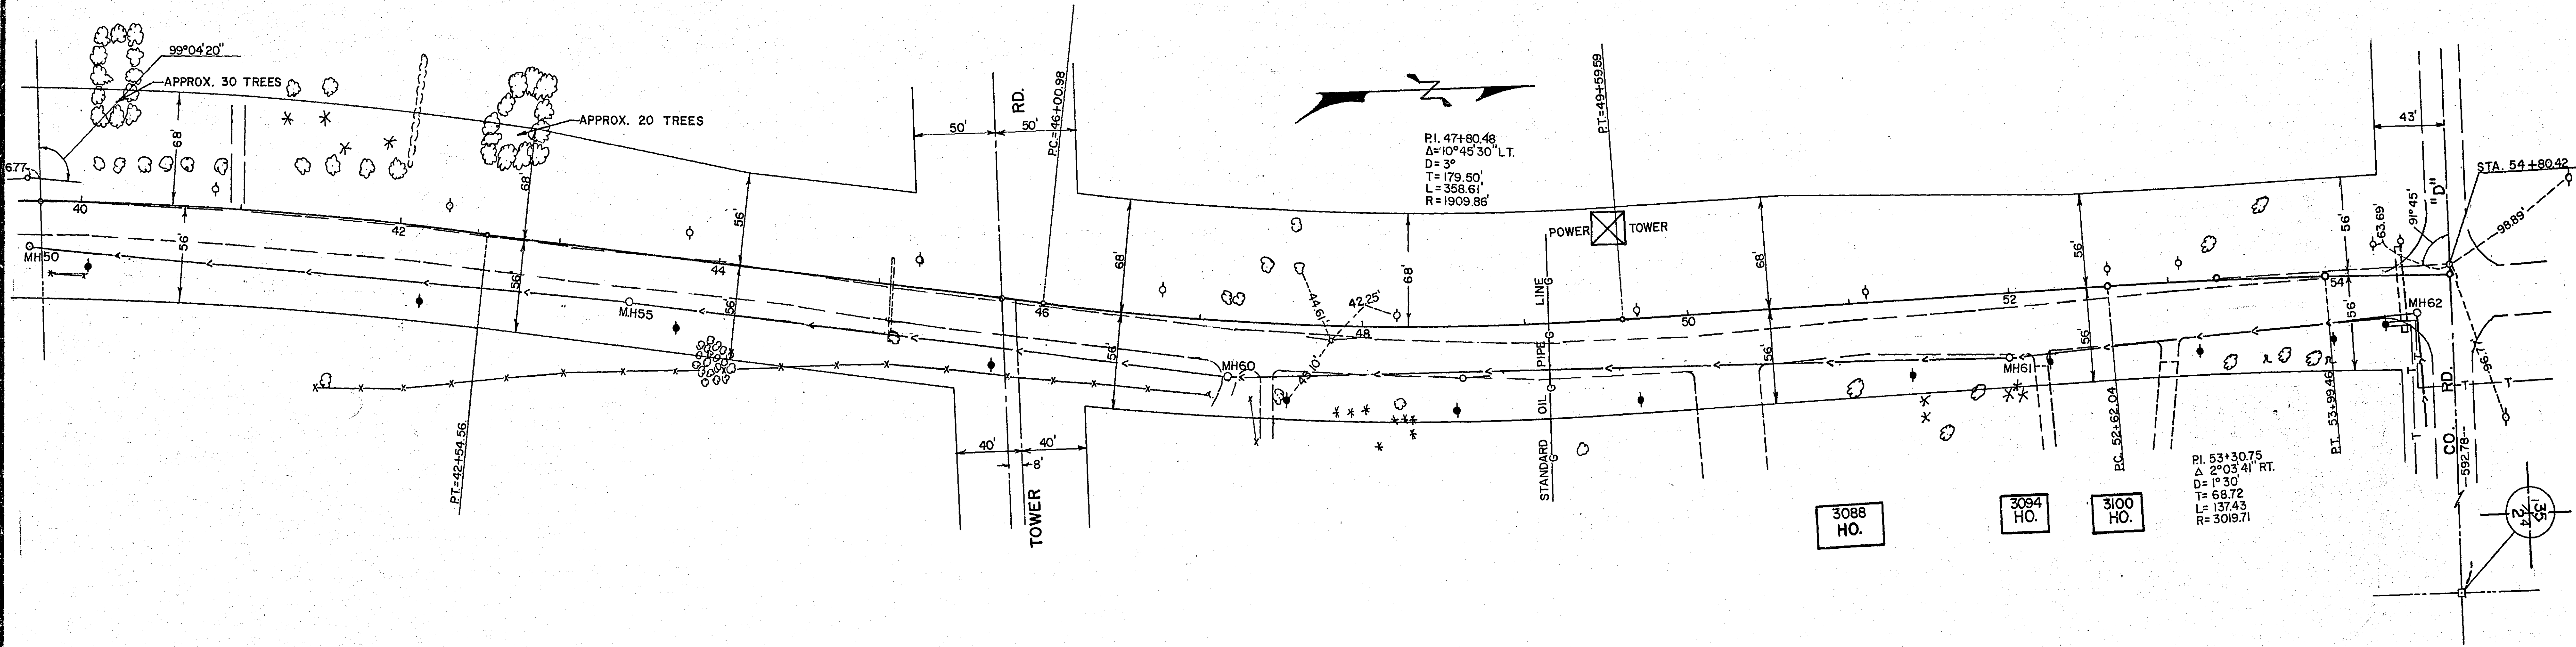 99°04'20"
APPROX. 30 TREES
68'
6.77
40
42
MH50
56'
P.T.=42+54.56
APPROX. 20 TREES
68'
56'
MH55
56'
44
56'
50'
50'
RD.
P.C.=46+00.98
46
40'
40'
8'
TOWER
68'
56'
MH60
44.61'
42.25'
48
68'
P.I. 47+80.48
Δ=10°45'30"LT.
D=3°
T=179.50'
L=358.61'
R=1909.86'
P.T.=49+59.59
POWER
TOWER
STANDARD OIL PIPE LINE
G
G
G
50
68'
56'
52
MH61
56'
56'
P.C. 52+62.04
3088
HO.
3094
HO.
3100
HO.
P.I. 53+30.75
Δ 2°03'41" RT.
D=1°30'
T=68.72
L=137.43
R=3019.71
56'
54
56'
P.T. 53+99.46
63.69'
91°45'
"D"
43'
STA. 54+80.42
98.89'
MH62
T
T
T
T
T
CO. RD.
592.78